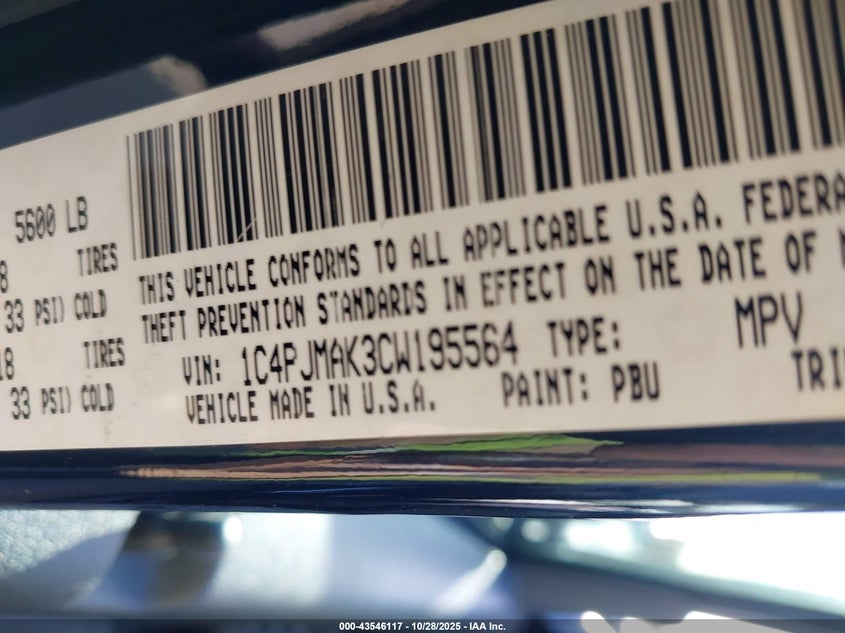 5600 LB
8 TIRES
33 PSI) COLD
18 TIRES
33 PSI) COLD
THIS VEHICLE CONFORMS TO ALL APPLICABLE U.S.A. FEDERA
THEFT PREVENTION STANDARDS IN EFFECT ON THE DATE OF
VIN: 1C4PJMAK3CW195564 TYPE: MPV
VEHICLE MADE IN U.S.A. PAINT: PBU TRI
000-43546117 - 10/28/2025 - IAA Inc.